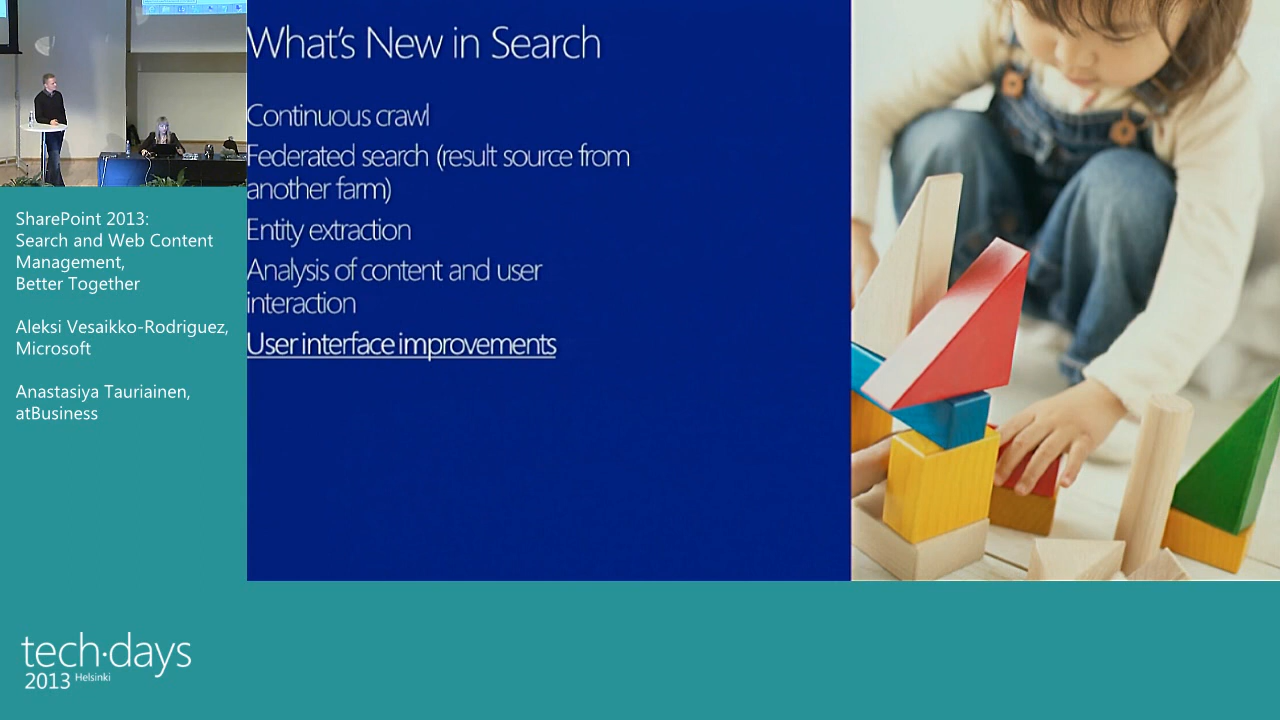 What's New in Search
Continuous crawl
Federated search (result source from
another farm)
Entity extraction
Analysis of content and user
interaction
User interface improvements
SharePoint 2013:
Search and Web Content
Management,
Better Together
Aleksi Vesaikko-Rodriguez,
Microsoft
Anastasiya Tauriainen,
atBusiness
tech·days
2013 Helsinki